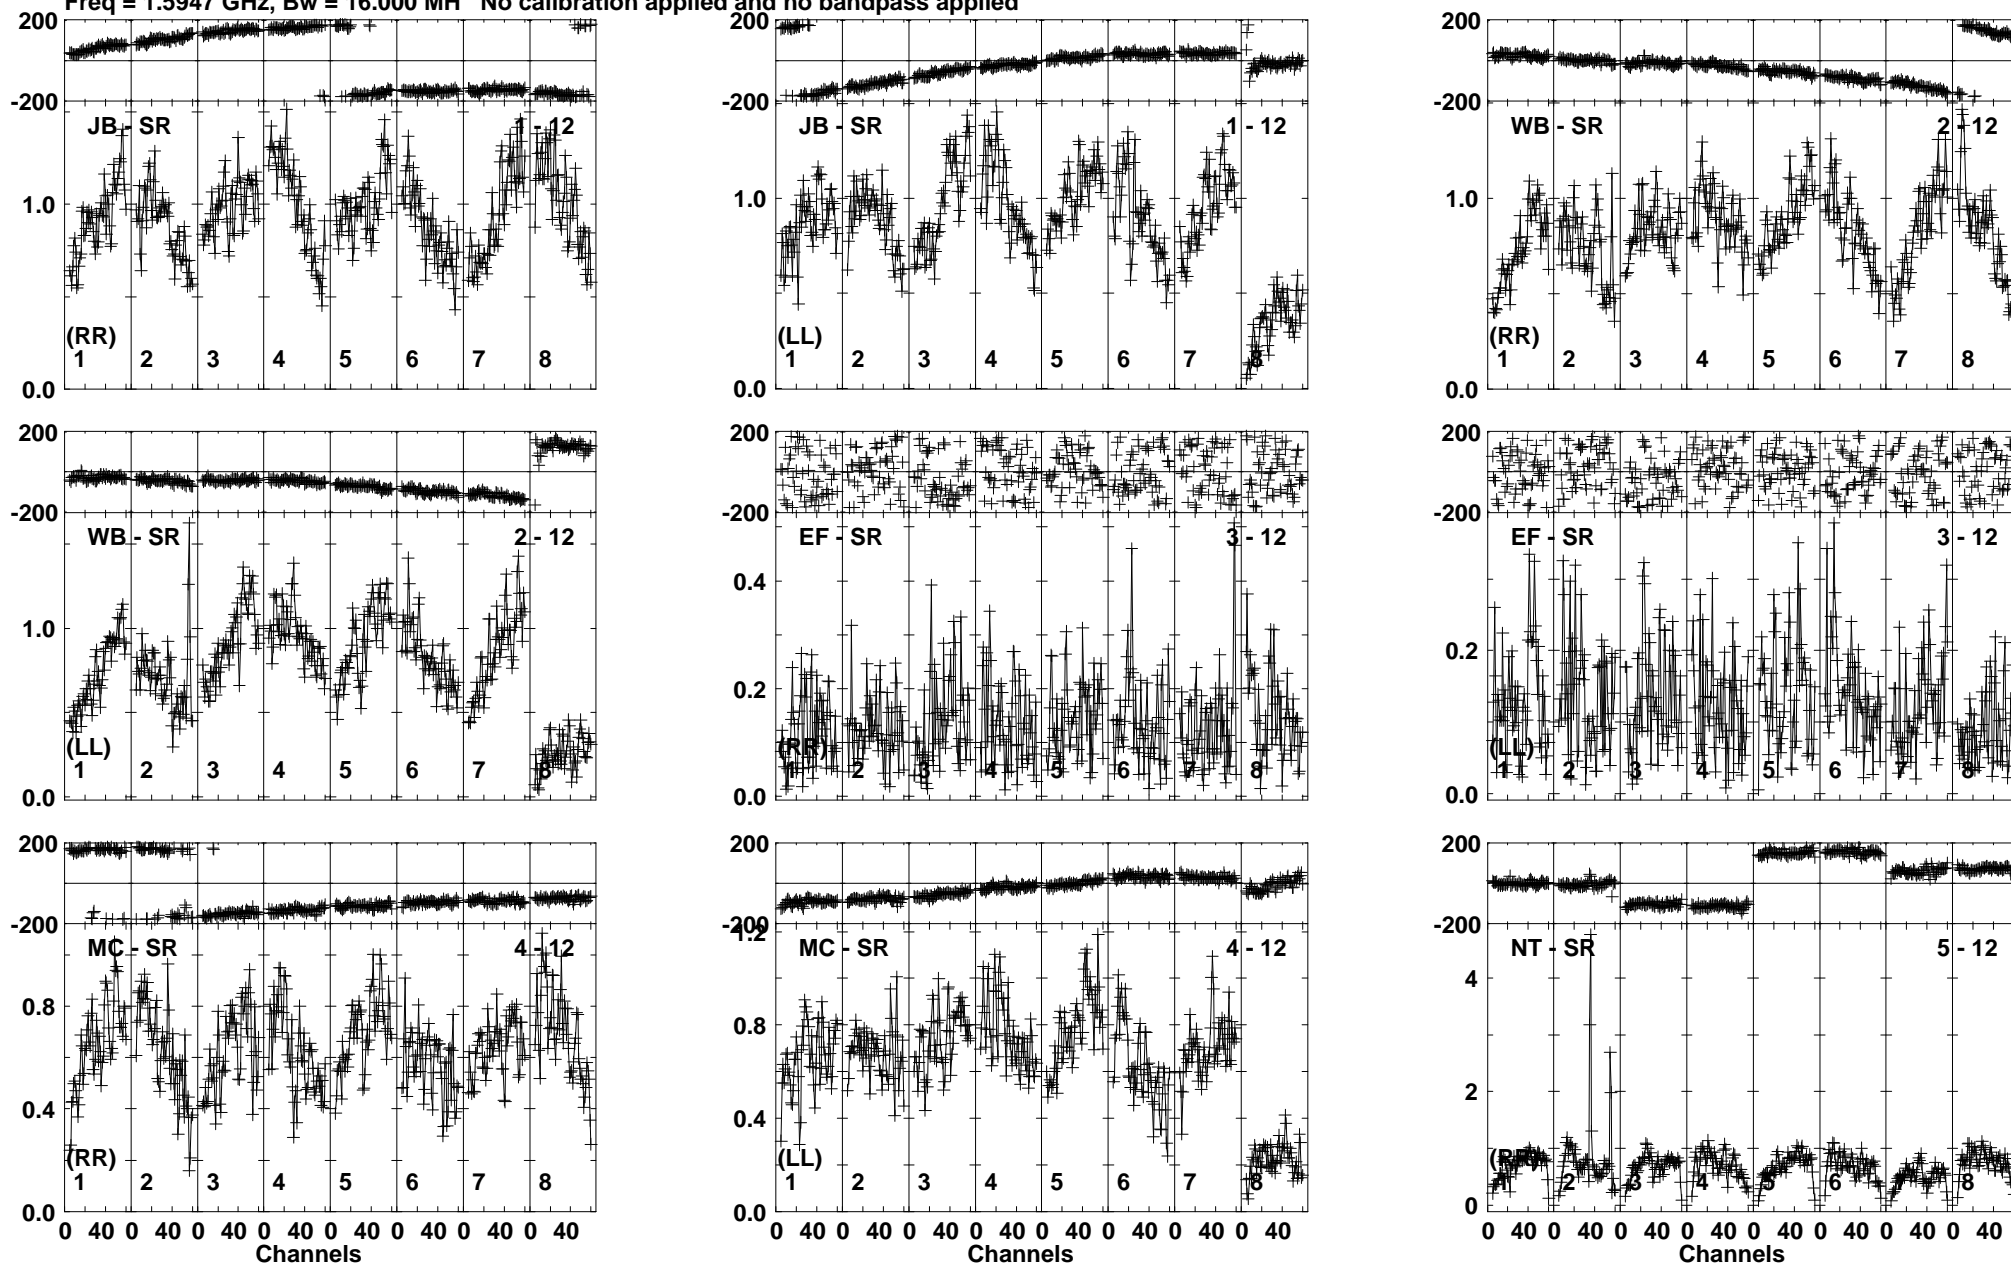 Freq = 1.5947 GHz, Bw = 16.000 MH No calibration applied and no bandpass applied
200 200 200
-200 -200 -200
JB - SR 1 - 12 JB - SR 1 - 12 WB - SR 2 - 12
1.0 1.0 1.0
(RR) (LL) (RR)
1 2 3 4 5 6 7 8 1 2 3 4 5 6 7 8 1 2 3 4 5 6 7 8
0.0 0.0 0.0
200 200 200
-200 -200 -200
WB - SR 2 - 12 EF - SR 3 - 12 EF - SR 3 - 12
0.4
1.0 0.2 0.2
(LL) (RR) (LL)
1 2 3 4 5 6 7 8 1 2 3 4 5 6 7 8 1 2 3 4 5 6 7 8
0.0 0.0 0.0
200 200 200
-200 -200 -200
1.2
MC - SR 4 - 12 MC - SR 4 - 12 NT - SR 5 - 12
0.8 0.8 4
0.4 0.4 2
(RR) (LL) (RR)
1 2 3 4 5 6 7 8 1 2 3 4 5 6 7 8 1 2 3 4 5 6 7 8
0.0 0.0 0
0 40 0 40 0 40 0 40 0 40 0 40 0 40 0 40 0 40 0 40 0 40 0 40 0 40 0 40 0 40 0 40 0 40 0 40 0 40 0 40 0 40 0 40 0 40 0 40
Channels Channels Channels